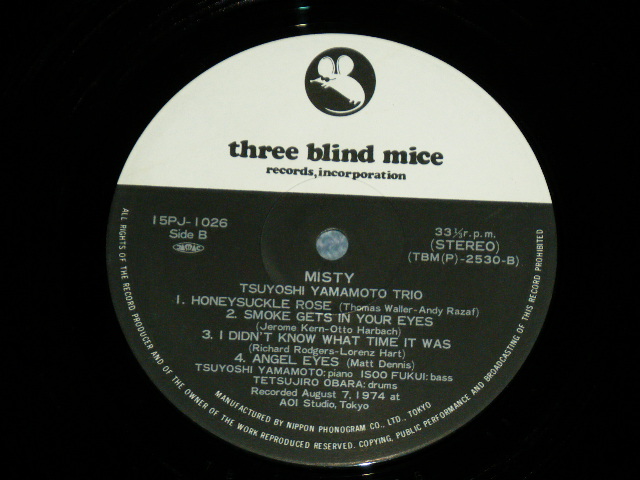 three blind mice
records, incorporation
15PJ-1026
Side B
33⅓r.p.m.
(STEREO)
(TBM(P)-2530-B)
MISTY
TSUYOSHI YAMAMOTO TRIO
1. HONEYSUCKLE ROSE (Thomas Waller-Andy Razaf)
2. SMOKE GETS IN YOUR EYES
(Jerome Kern-Otto Harbach)
3. I DIDN'T KNOW WHAT TIME IT WAS
(Richard Rodgers-Lorenz Hart)
4. ANGEL EYES (Matt Dennis)
TSUYOSHI YAMAMOTO: piano ISOO FUKUI: bass
TETSUJIRO OBARA: drums
Recorded August 7, 1974 at
AOI Studio, Tokyo
MANUFACTURED BY NIPPON PHONOGRAM CO., LTD., TOKYO
ALL RIGHTS OF THE RECORD PRODUCER AND OF THE OWNER OF THE WORK REPRODUCED RESERVED. COPYING, PUBLIC PERFORMANCE AND BROADCASTING OF THIS RECORD PROHIBITED